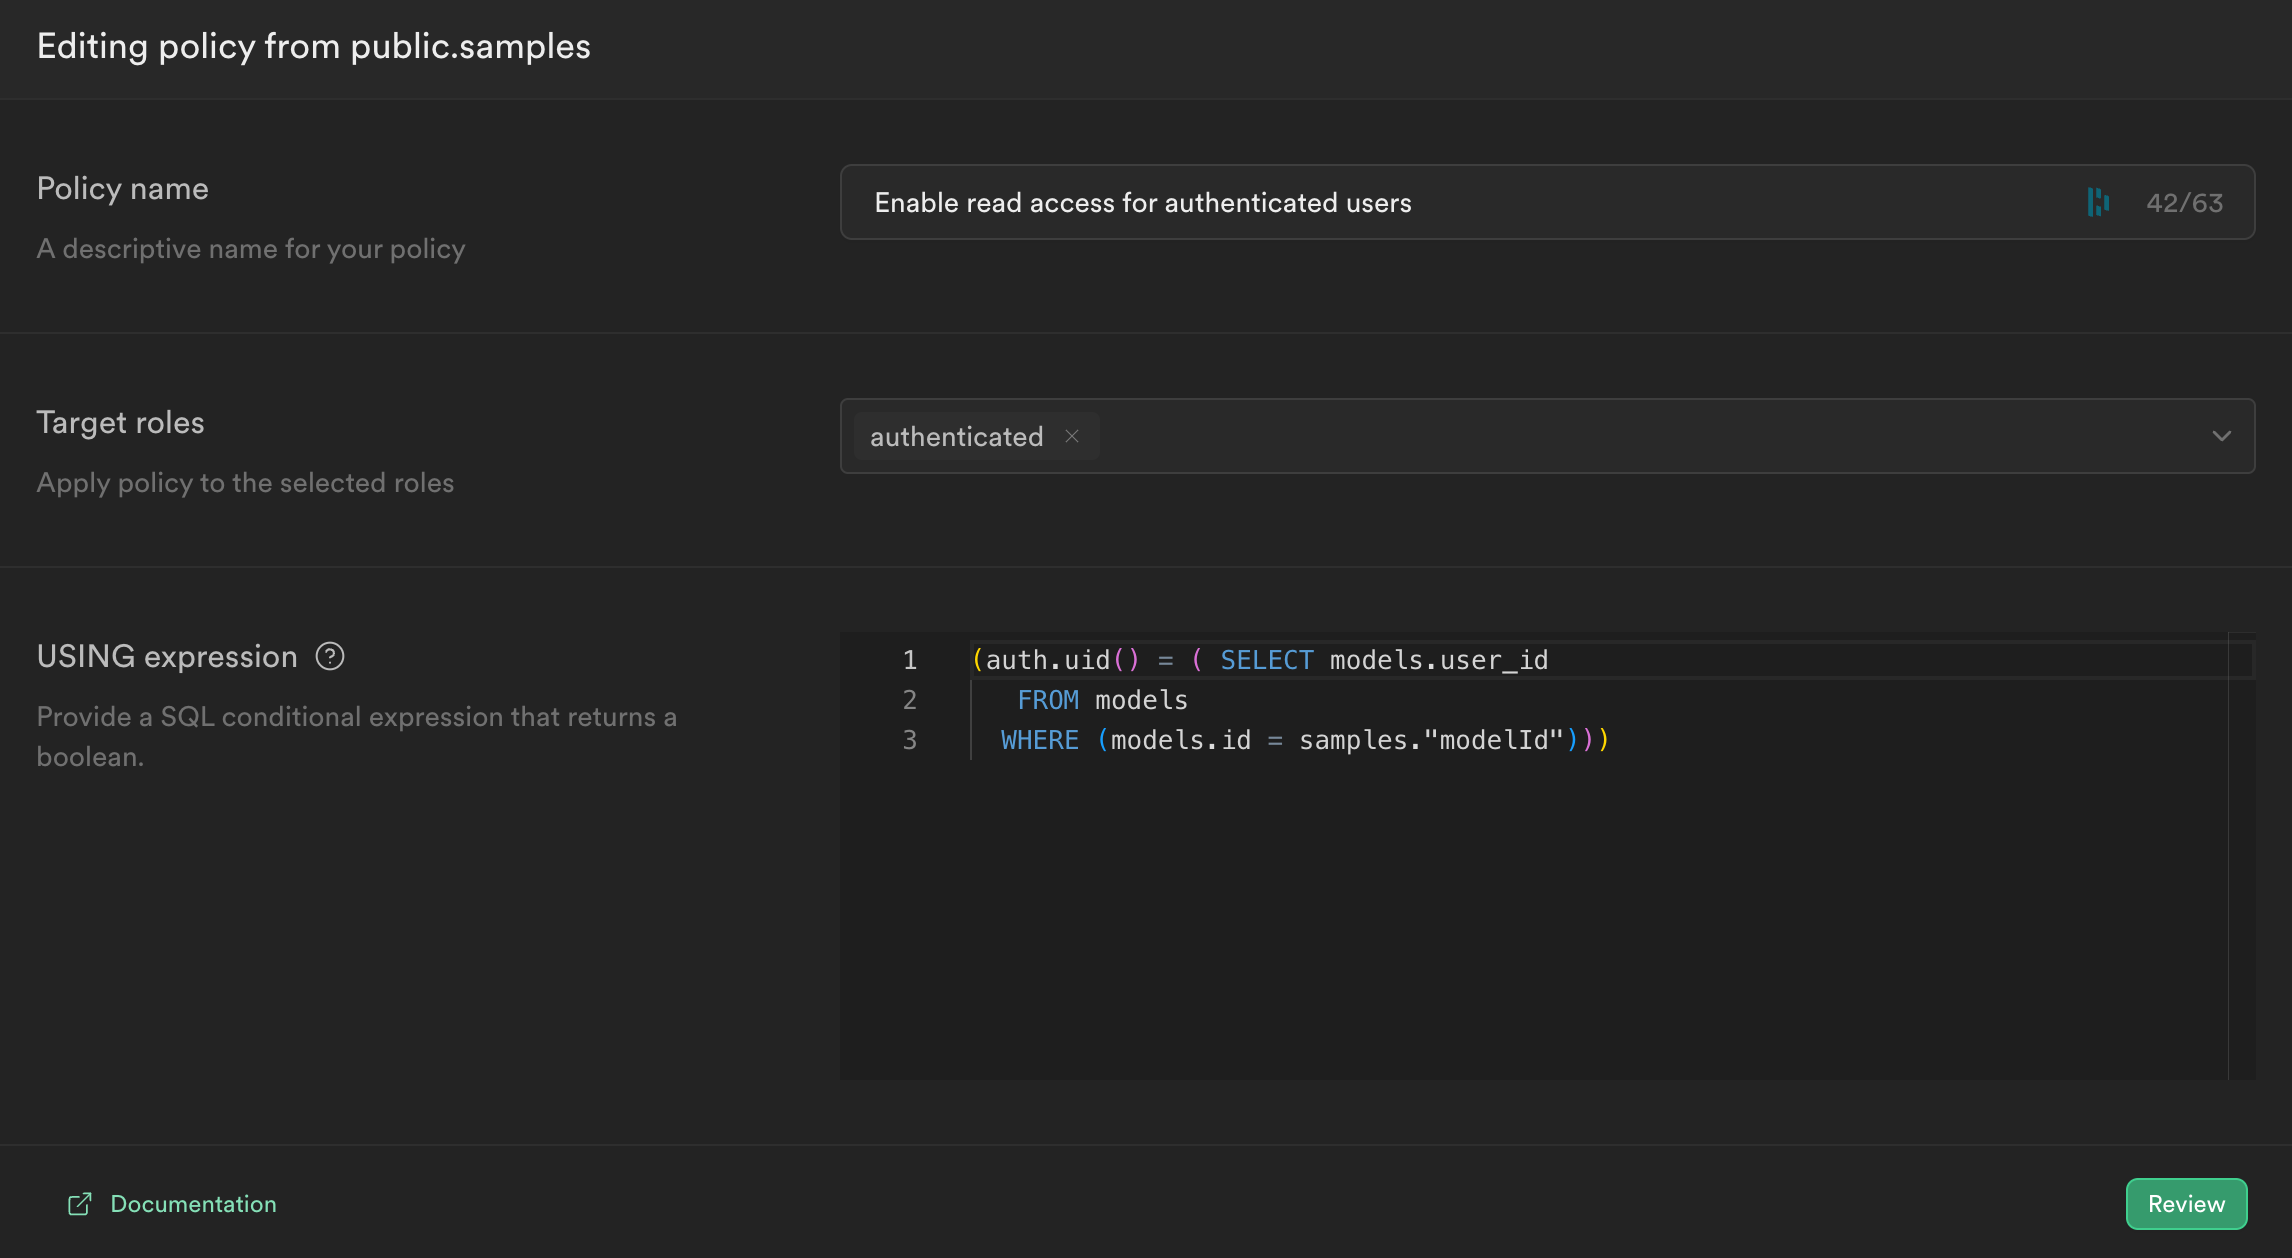 Editing policy from public.samples
Policy name
A descriptive name for your policy
Enable read access for authenticated users
42/63
Target roles
Apply policy to the selected roles
authenticated
USING expression
Provide a SQL conditional expression that returns a
boolean.
1 (auth.uid() = ( SELECT models.user_id
2 FROM models
3 WHERE (models.id = samples."modelId")))
Documentation
Review